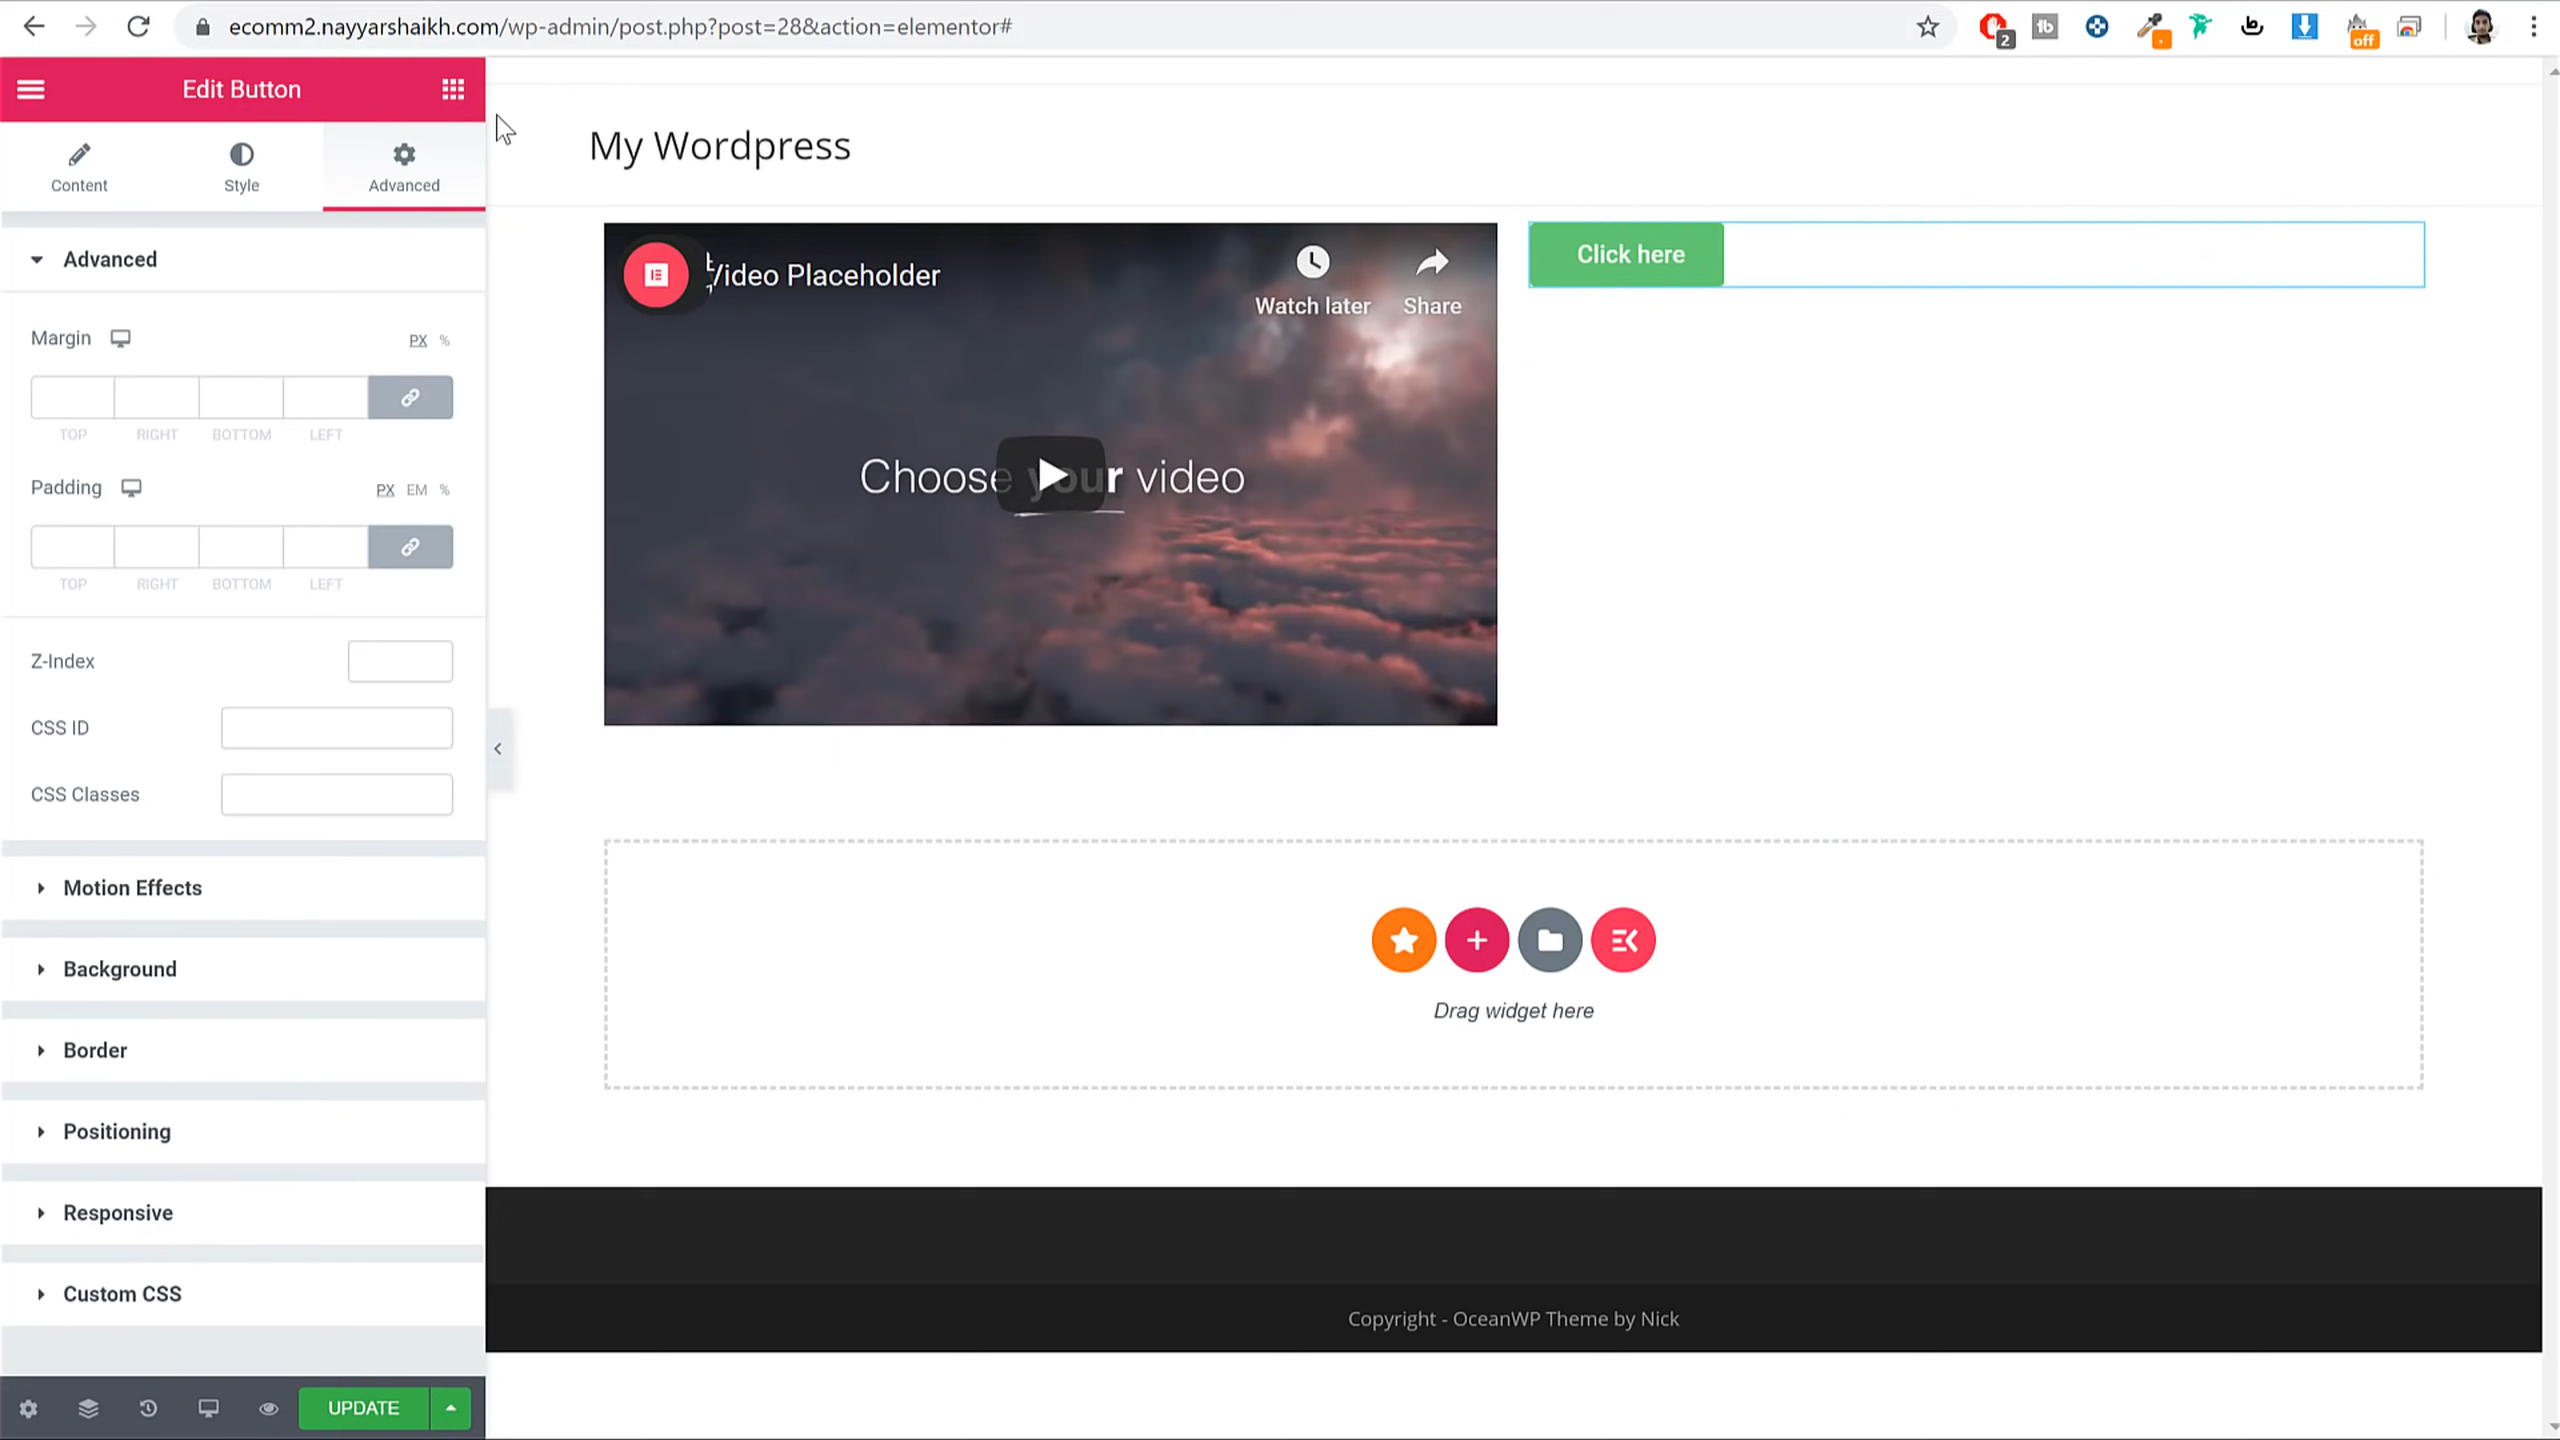 ecomm2.nayyarshaikh.com/wp-admin/post.php?post=28&action=elementor#
2
off
Edit Button
Content
Style
Advanced
Advanced
Margin
PX %
TOP RIGHT BOTTOM LEFT
Padding
PX EM %
TOP RIGHT BOTTOM LEFT
Z-Index
CSS ID
CSS Classes
Motion Effects
Background
Border
Positioning
Responsive
Custom CSS
UPDATE
My Wordpress
Video Placeholder
Watch later
Share
Choose your video
Click here
Drag widget here
Copyright - OceanWP Theme by Nick